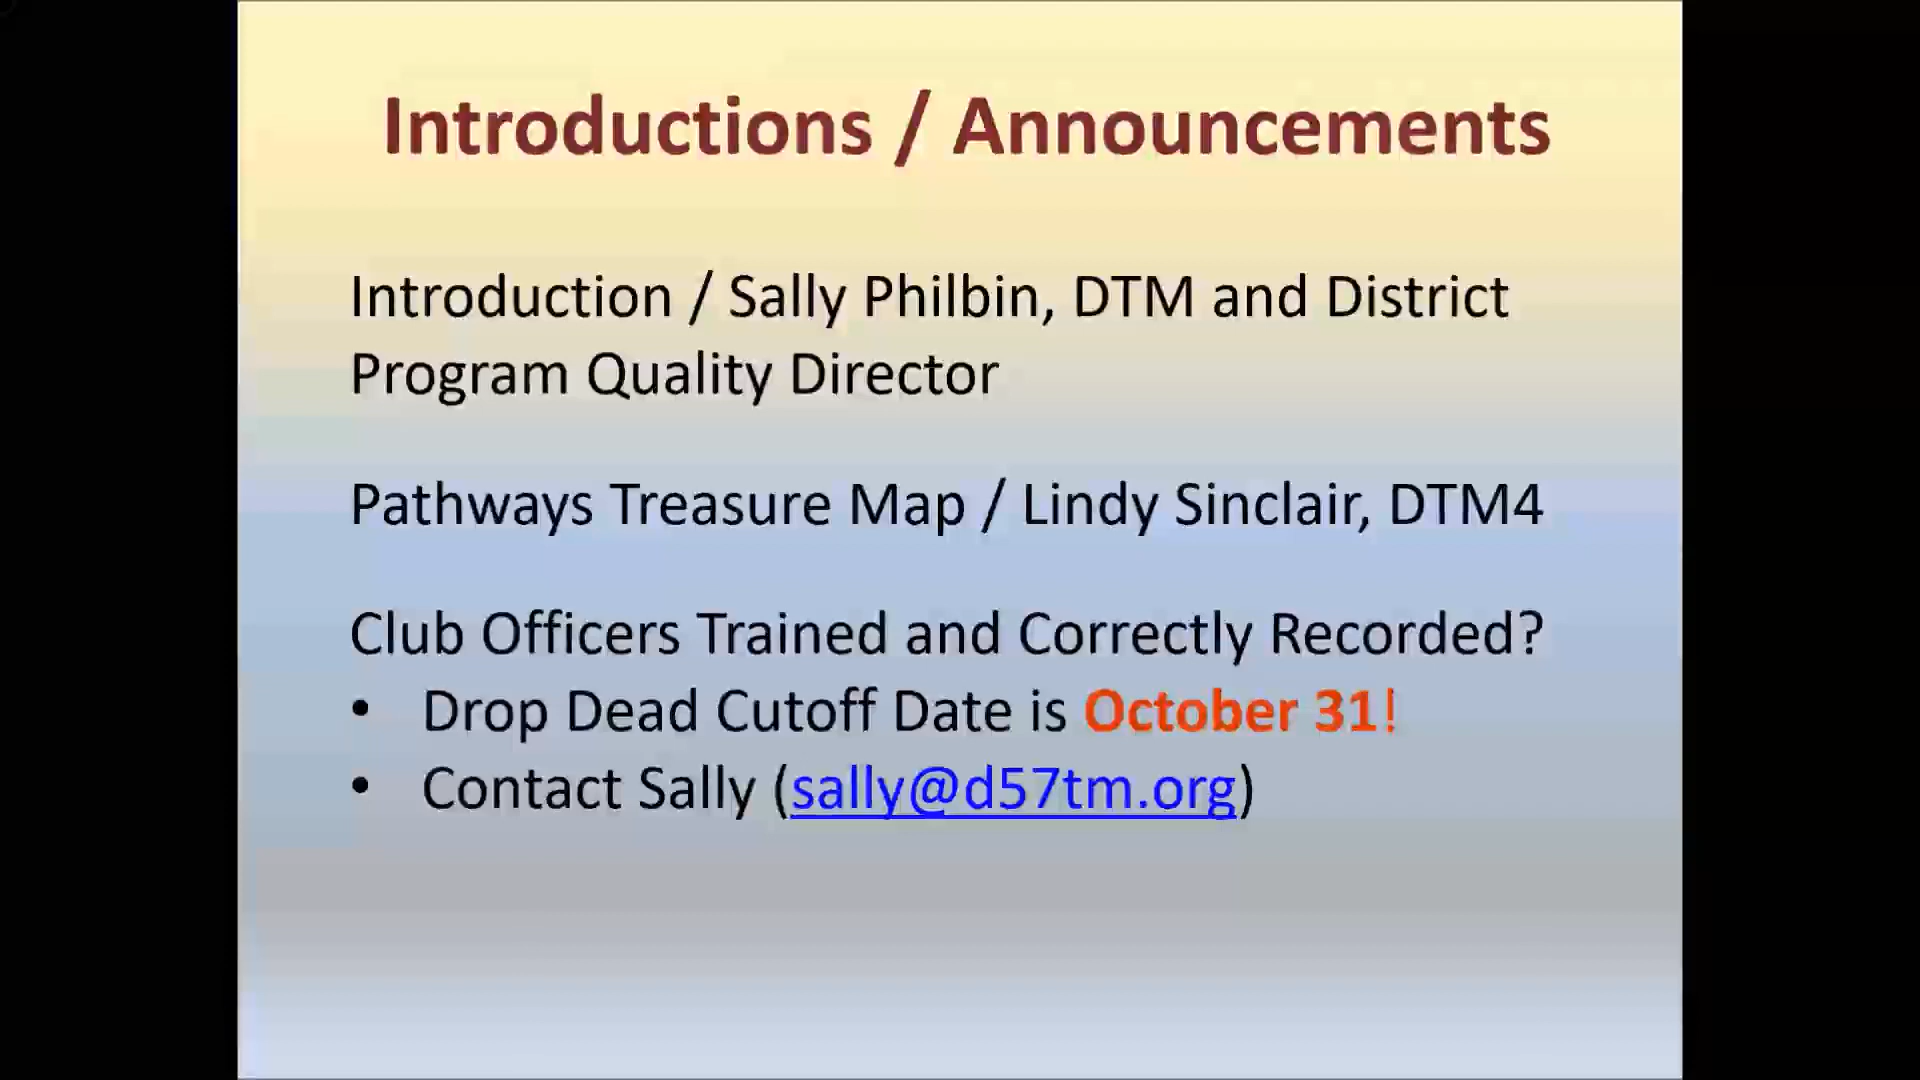 Introductions / Announcements
Introduction / Sally Philbin, DTM and District
Program Quality Director
Pathways Treasure Map / Lindy Sinclair, DTM4
Club Officers Trained and Correctly Recorded?
• Drop Dead Cutoff Date is October 31!
• Contact Sally (sally@d57tm.org)